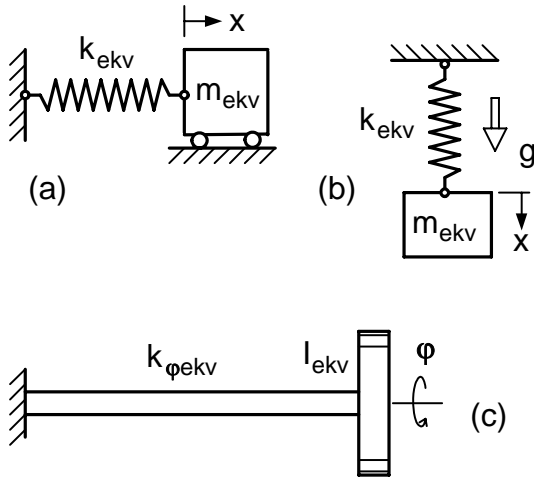 x
k_ekv
m_ekv
(a)
k_ekv
g
(b)
m_ekv
x
k_φekv
I_ekv
φ
(c)